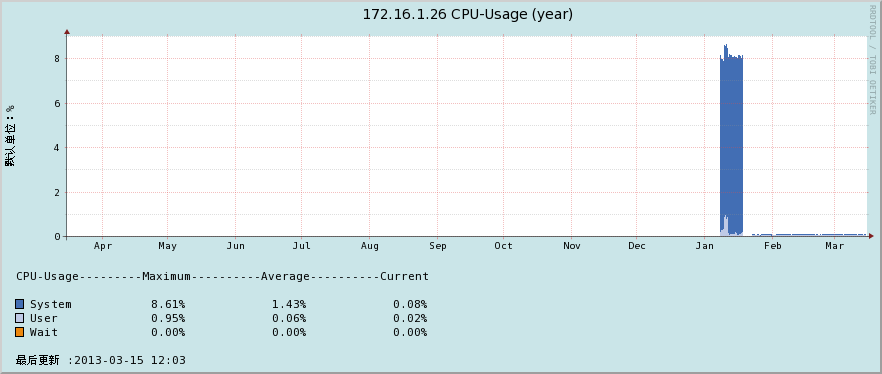 172.16.1.26 CPU-Usage (year)
RRDTOOL / TOBI OETIKER
默认单位：%
8
6
4
2
0
Apr May Jun Jul Aug Sep Oct Nov Dec Jan Feb Mar
CPU-Usage---------Maximum----------Average----------Current
System 8.61% 1.43% 0.08%
User 0.95% 0.06% 0.02%
Wait 0.00% 0.00% 0.00%
最后更新 :2013-03-15 12:03